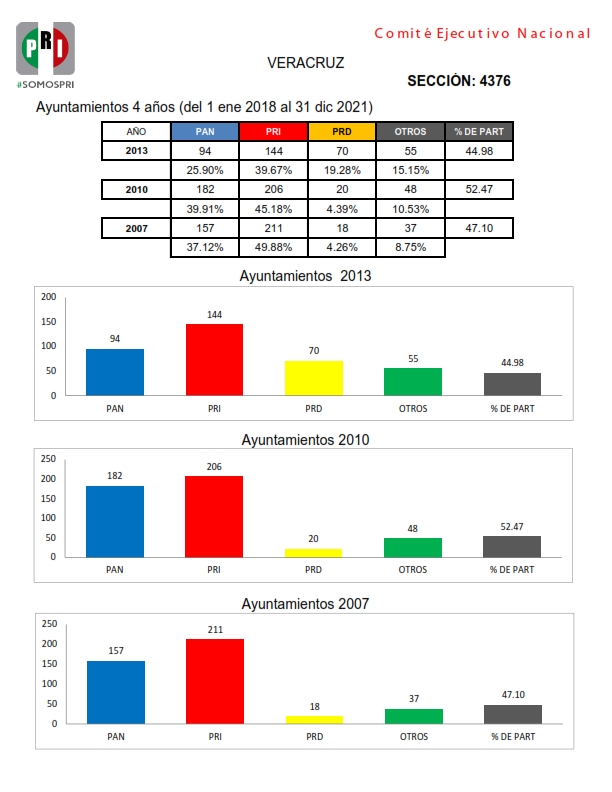 Comité Ejecutivo Nacional
PRI
#SOMOSPRI
VERACRUZ
SECCIÓN: 4376
Ayuntamientos 4 años (del 1 ene 2018 al 31 dic 2021)
AÑO PAN PRI PRD OTROS % DE PART
2013 94 144 70 55 44.98
25.90% 39.67% 19.28% 15.15%
2010 182 206 20 48 52.47
39.91% 45.18% 4.39% 10.53%
2007 157 211 18 37 47.10
37.12% 49.88% 4.26% 8.75%
Ayuntamientos 2013
200
150
100
50
0
94 144 70 55 44.98
PAN PRI PRD OTROS % DE PART
Ayuntamientos 2010
250
200
150
100
50
0
182 206 20 48 52.47
PAN PRI PRD OTROS % DE PART
Ayuntamientos 2007
250
200
150
100
50
0
157 211 18 37 47.10
PAN PRI PRD OTROS % DE PART